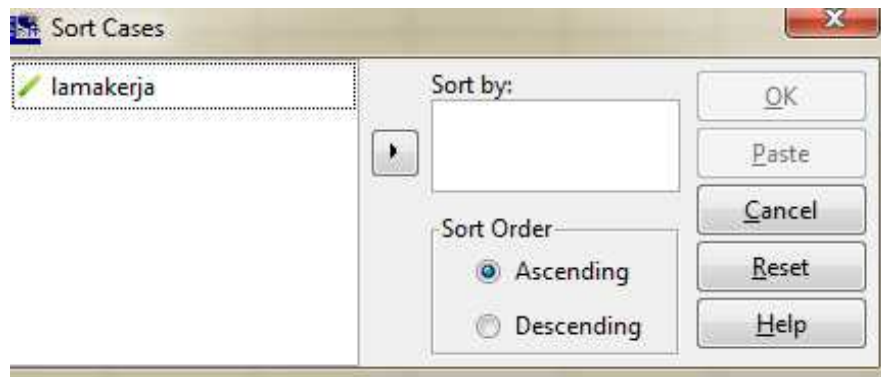 Sort Cases
lamakerja
Sort by:
Sort Order
Ascending
Descending
OK
Paste
Cancel
Reset
Help